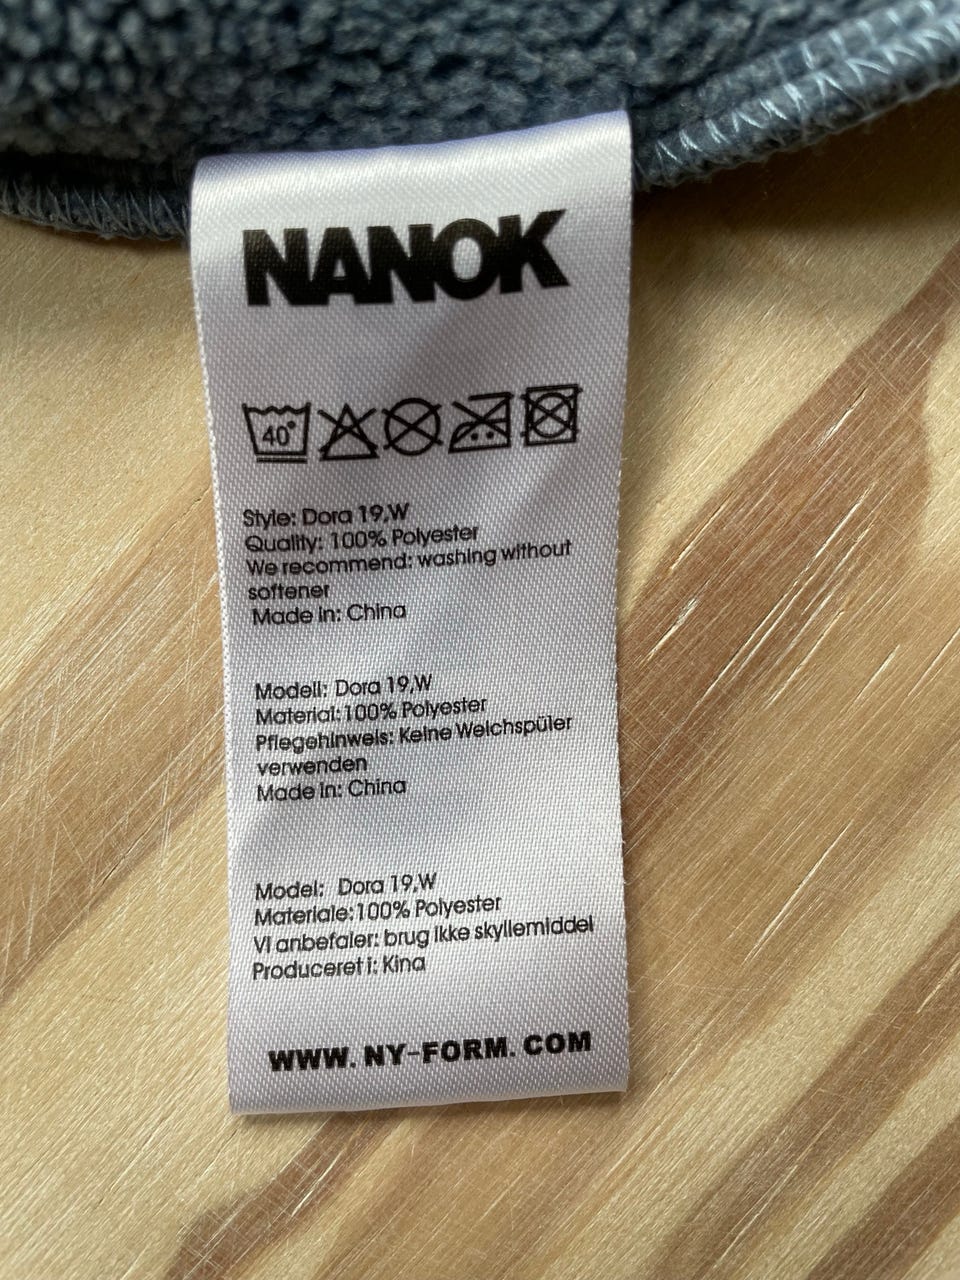 NANOK
40°
Style: Dora 19,W
Quality: 100% Polyester
We recommend: washing without
softener
Made in: China
Modell: Dora 19,W
Material:100% Polyester
Pflegehinweis: Keine Weichspüler
verwenden
Made in: China
Model: Dora 19,W
Materiale:100% Polyester
Vi anbefaler: brug ikke skyllemiddel
Produceret i: Kina
WWW. NY-FORM. COM